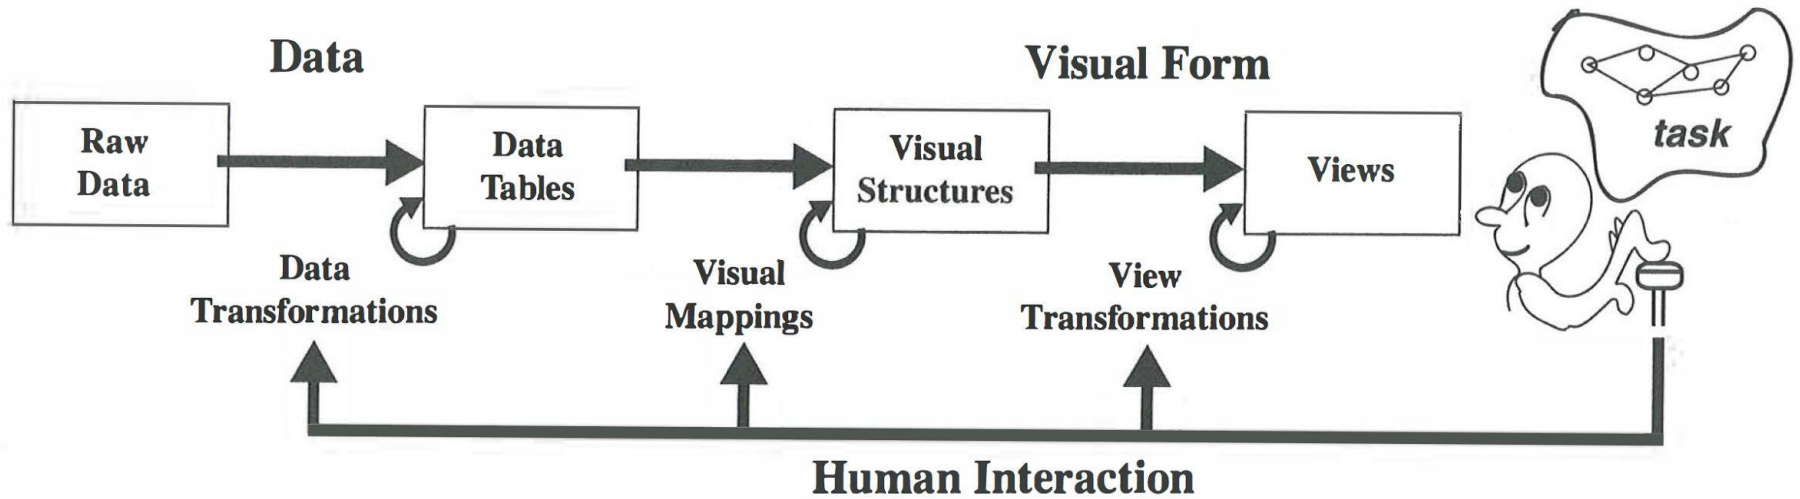 Data
Visual Form
task
Raw
Data
Data
Tables
Visual
Structures
Views
Data
Transformations
Visual
Mappings
View
Transformations
Human Interaction